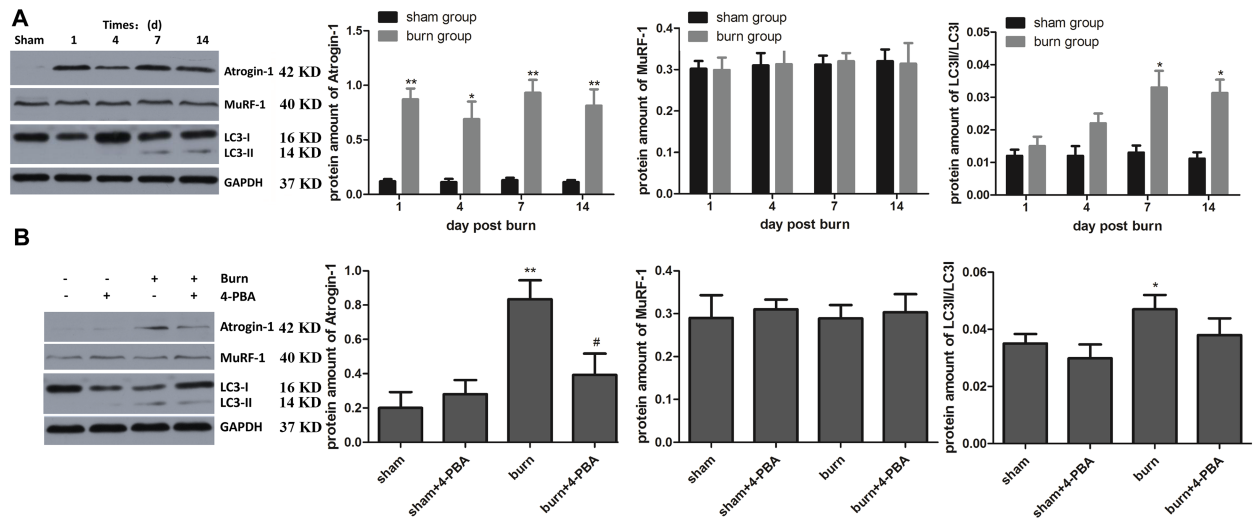 A
Times: (d)
Sham 1 4 7 14
Atrogin-1 42 KD
MuRF-1 40 KD
LC3-I 16 KD
LC3-II 14 KD
GAPDH 37 KD
protein amount of Atrogin-1
sham group
burn group
1.5
1.0
0.5
0.0
** * ** **
1 4 7 14
day post burn
protein amount of MuRF-1
sham group
burn group
0.4
0.3
0.2
0.1
0.0
1 4 7 14
day post burn
protein amount of LC3II/LC3I
sham group
burn group
0.05
0.04
0.03
0.02
0.01
0.00
* *
1 4 7 14
day post burn
B
- - + + Burn
- + - + 4-PBA
Atrogin-1 42 KD
MuRF-1 40 KD
LC3-I 16 KD
LC3-II 14 KD
GAPDH 37 KD
protein amount of Atrogin-1
1.0
0.8
0.6
0.4
0.2
0.0
**
#
sham
sham+4-PBA
burn
burn+4-PBA
protein amount of MuRF-1
0.4
0.3
0.2
0.1
0.0
sham
sham+4-PBA
burn
burn+4-PBA
protein amount of LC3II/LC3I
0.06
0.04
0.02
0.00
*
sham
sham+4-PBA
burn
burn+4-PBA